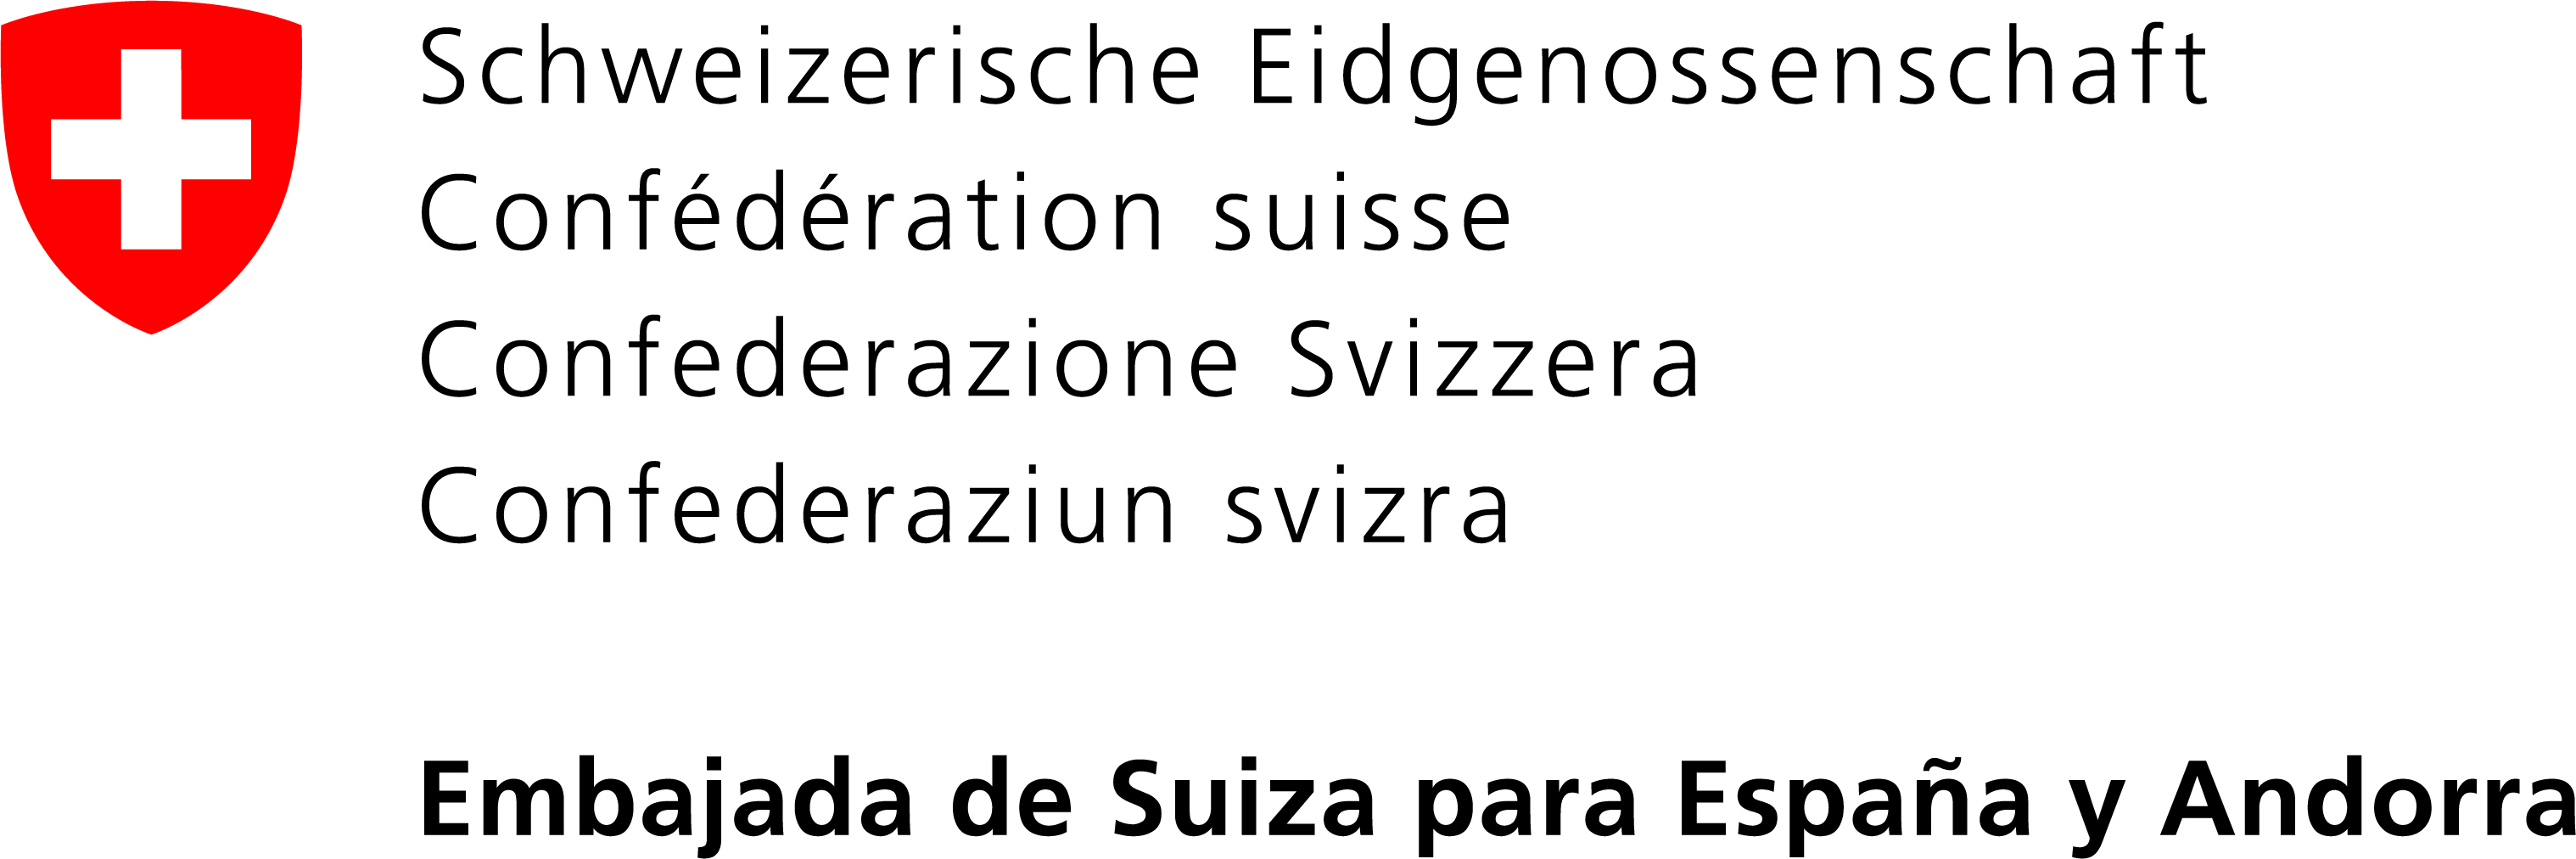 Schweizerische Eidgenossenschaft
Confédération suisse
Confederazione Svizzera
Confederaziun svizra
Embajada de Suiza para España y Andorra